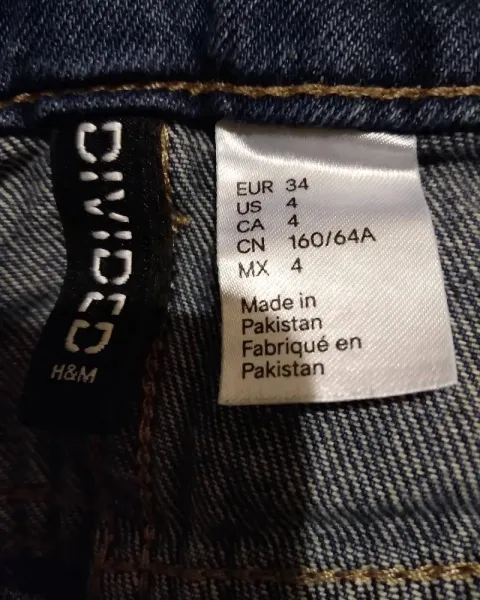 DIVIDED
H&M
EUR 34
US 4
CA 4
CN 160/64A
MX 4
Made in
Pakistan
Fabriqué en
Pakistan